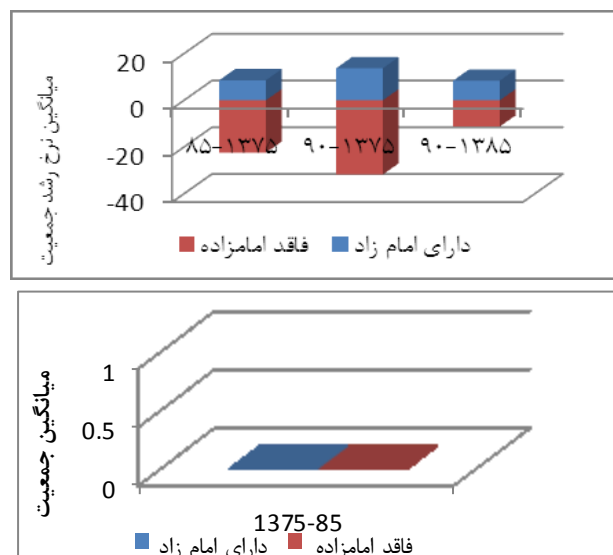 میانگین نرخ رشد جمعیت
20
0
-20
-40
۸۵-۱۳۷۵ ۹۰-۱۳۷۵ ۹۰-۱۳۸۵
دارای امام زاد فاقد امامزاده
میانگین جمعیت
1
0.5
0
1375-85
فاقد امامزاده دارای امام زاد